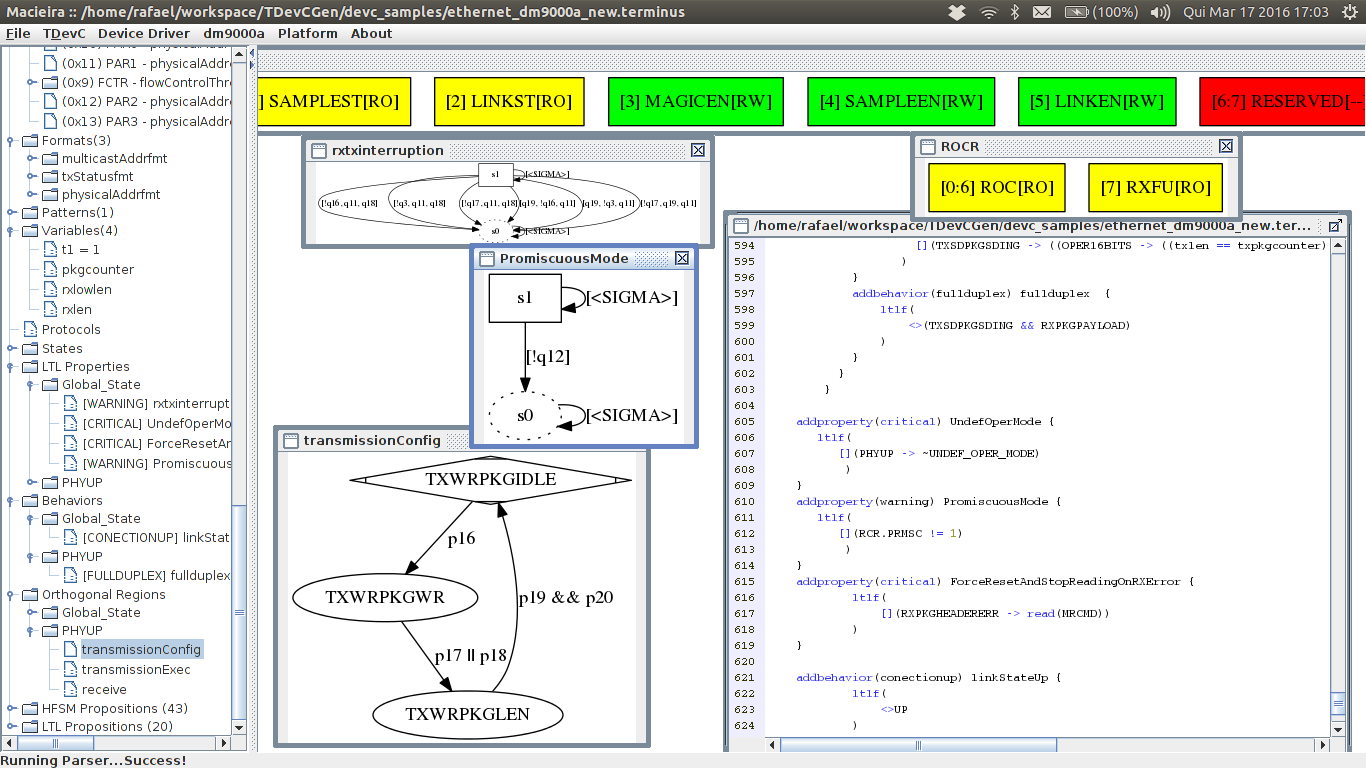 Macieira :: /home/rafael/workspace/TDevCGen/devc_samples/ethernet_dm9000a_new.terminus
(100%) Qui Mar 17 2016 17:03
File TDevC Device Driver dm9000a Platform About
(0x11) PAR1 - physicalAddr
(0x9) FCTR - flowControlThr
(0x12) PAR2 - physicalAddr
(0x13) PAR3 - physicalAddr
Formats(3)
multicastAddrfmt
txStatusfmt
physicalAddrfmt
Patterns(1)
Variables(4)
t1 = 1
pkgcounter
rxlowlen
rxlen
Protocols
States
LTL Properties
Global_State
[WARNING] rxtxinterrupt
[CRITICAL] UndefOperMo
[CRITICAL] ForceResetAr
[WARNING] Promiscuous
PHYUP
Behaviors
Global_State
[CONECTIONUP] linkStat
PHYUP
[FULLDUPLEX] fullduplex
Orthogonal Regions
Global_State
PHYUP
transmissionConfig
transmissionExec
receive
HFSM Propositions (43)
LTL Propositions (20)
] SAMPLEST[RO] [2] LINKST[RO] [3] MAGICEN[RW] [4] SAMPLEEN[RW] [5] LINKEN[RW] [6:7] RESERVED[--
rxtxinterruption
s1 [<SIGMA>]
[!q16, q11, q18] [!q3, q11, q18] [!q17, q11, q18] [q19, !q16, q11] [q19, !q3, q11] [!q17, q19, q11]
s0 [<SIGMA>]
PromiscuousMode
s1 [<SIGMA>]
[!q12]
s0 [<SIGMA>]
transmissionConfig
TXWRPKGIDLE
p16
TXWRPKGWR
p19 && p20
p17 || p18
TXWRPKGLEN
ROCR
[0:6] ROC[RO] [7] RXFU[RO]
/home/rafael/workspace/TDevCGen/devc_samples/ethernet_dm9000a_new.ter...
594 [](TXSDPKGSDING -> ((OPER16BITS -> ((txlen == txpkgcounter)
595 )
596 }
597 addbehavior(fullduplex) fullduplex {
598 ltlf(
599 <>(TXSDPKGSDING && RXPKGPAYLOAD)
600 )
601 }
602 }
603 }
604
605 addproperty(critical) UndefOperMode {
606 ltlf(
607 [](PHYUP -> ~UNDEF_OPER_MODE)
608 )
609 }
610 addproperty(warning) PromiscuousMode {
611 ltlf(
612 [](RCR.PRMSC != 1)
613 )
614 }
615 addproperty(critical) ForceResetAndStopReadingOnRXError {
616 ltlf(
617 [](RXPKGHEADERERR -> read(MRCMD))
618 )
619 }
620
621 addbehavior(conectionup) linkStateUp {
622 ltlf(
623 <>UP
624 )
Running Parser...Success!